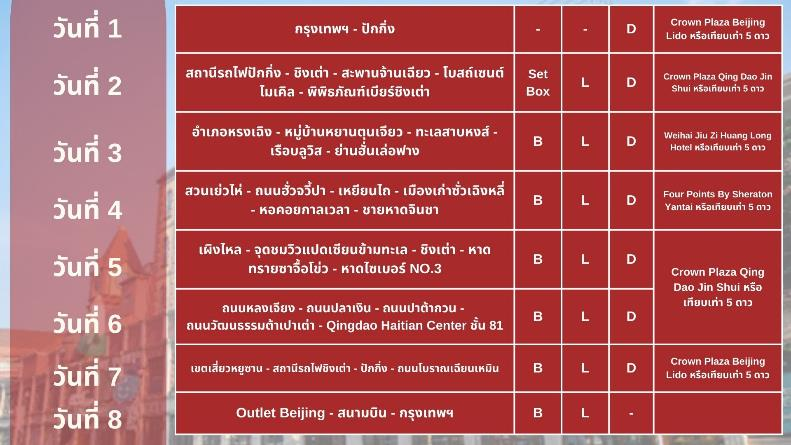 วันที่ 1
กรุงเทพฯ - ปักกิ่ง
-
-
D
Crown Plaza Beijing
Lido หรือเทียบเท่า 5 ดาว
วันที่ 2
สถานีรถไฟปักกิ่ง - ชิงเต่า - สะพานจ้านเฉียว - โบสถ์เซนต์
ไมเคิล - พิพิธภัณฑ์เบียร์ชิงเต่า
Set
Box
L
D
Crown Plaza Qing Dao Jin
Shui หรือเทียบเท่า 5 ดาว
วันที่ 3
อำเภอหรงเฉิง - หมู่บ้านหยานตุนเจียว - ทะเลสาบหงส์ -
เรือบลูวิส - ย่านฮั่นเล่อฟาง
B
L
D
Weihai Jiu Zi Huang Long
Hotel หรือเทียบเท่า 5 ดาว
วันที่ 4
สวนเย่วไห่ - ถนนฮั่วจวี้ปา - เหยียนไถ - เมืองเก่าซั่วเฉิงหลี่
- หอคอยกาลเวลา - ชายหาดจินซา
B
L
D
Four Points By Sheraton
Yantai หรือเทียบเท่า 5 ดาว
วันที่ 5
เผิงไหล - จุดชมวิวแปดเซียนข้ามทะเล - ชิงเต่า - หาด
ทรายซาจื่อโข่ว - หาดไซเบอร์ NO.3
B
L
D
Crown Plaza Qing
Dao Jin Shui หรือ
เทียบเท่า 5 ดาว
วันที่ 6
ถนนหลงเจียง - ถนนปลาเงิน - ถนนปาต้ากวน -
ถนนวัฒนธรรมต้าเปาเต่า - Qingdao Haitian Center ชั้น 81
B
L
D
วันที่ 7
เขตเสี่ยวหยูซาน - สถานีรถไฟชิงเต่า - ปักกิ่ง - ถนนโบราณเฉียนเหมิน
B
L
D
Crown Plaza Beijing
Lido หรือเทียบเท่า 5 ดาว
วันที่ 8
Outlet Beijing - สนามบิน - กรุงเทพฯ
B
L
-